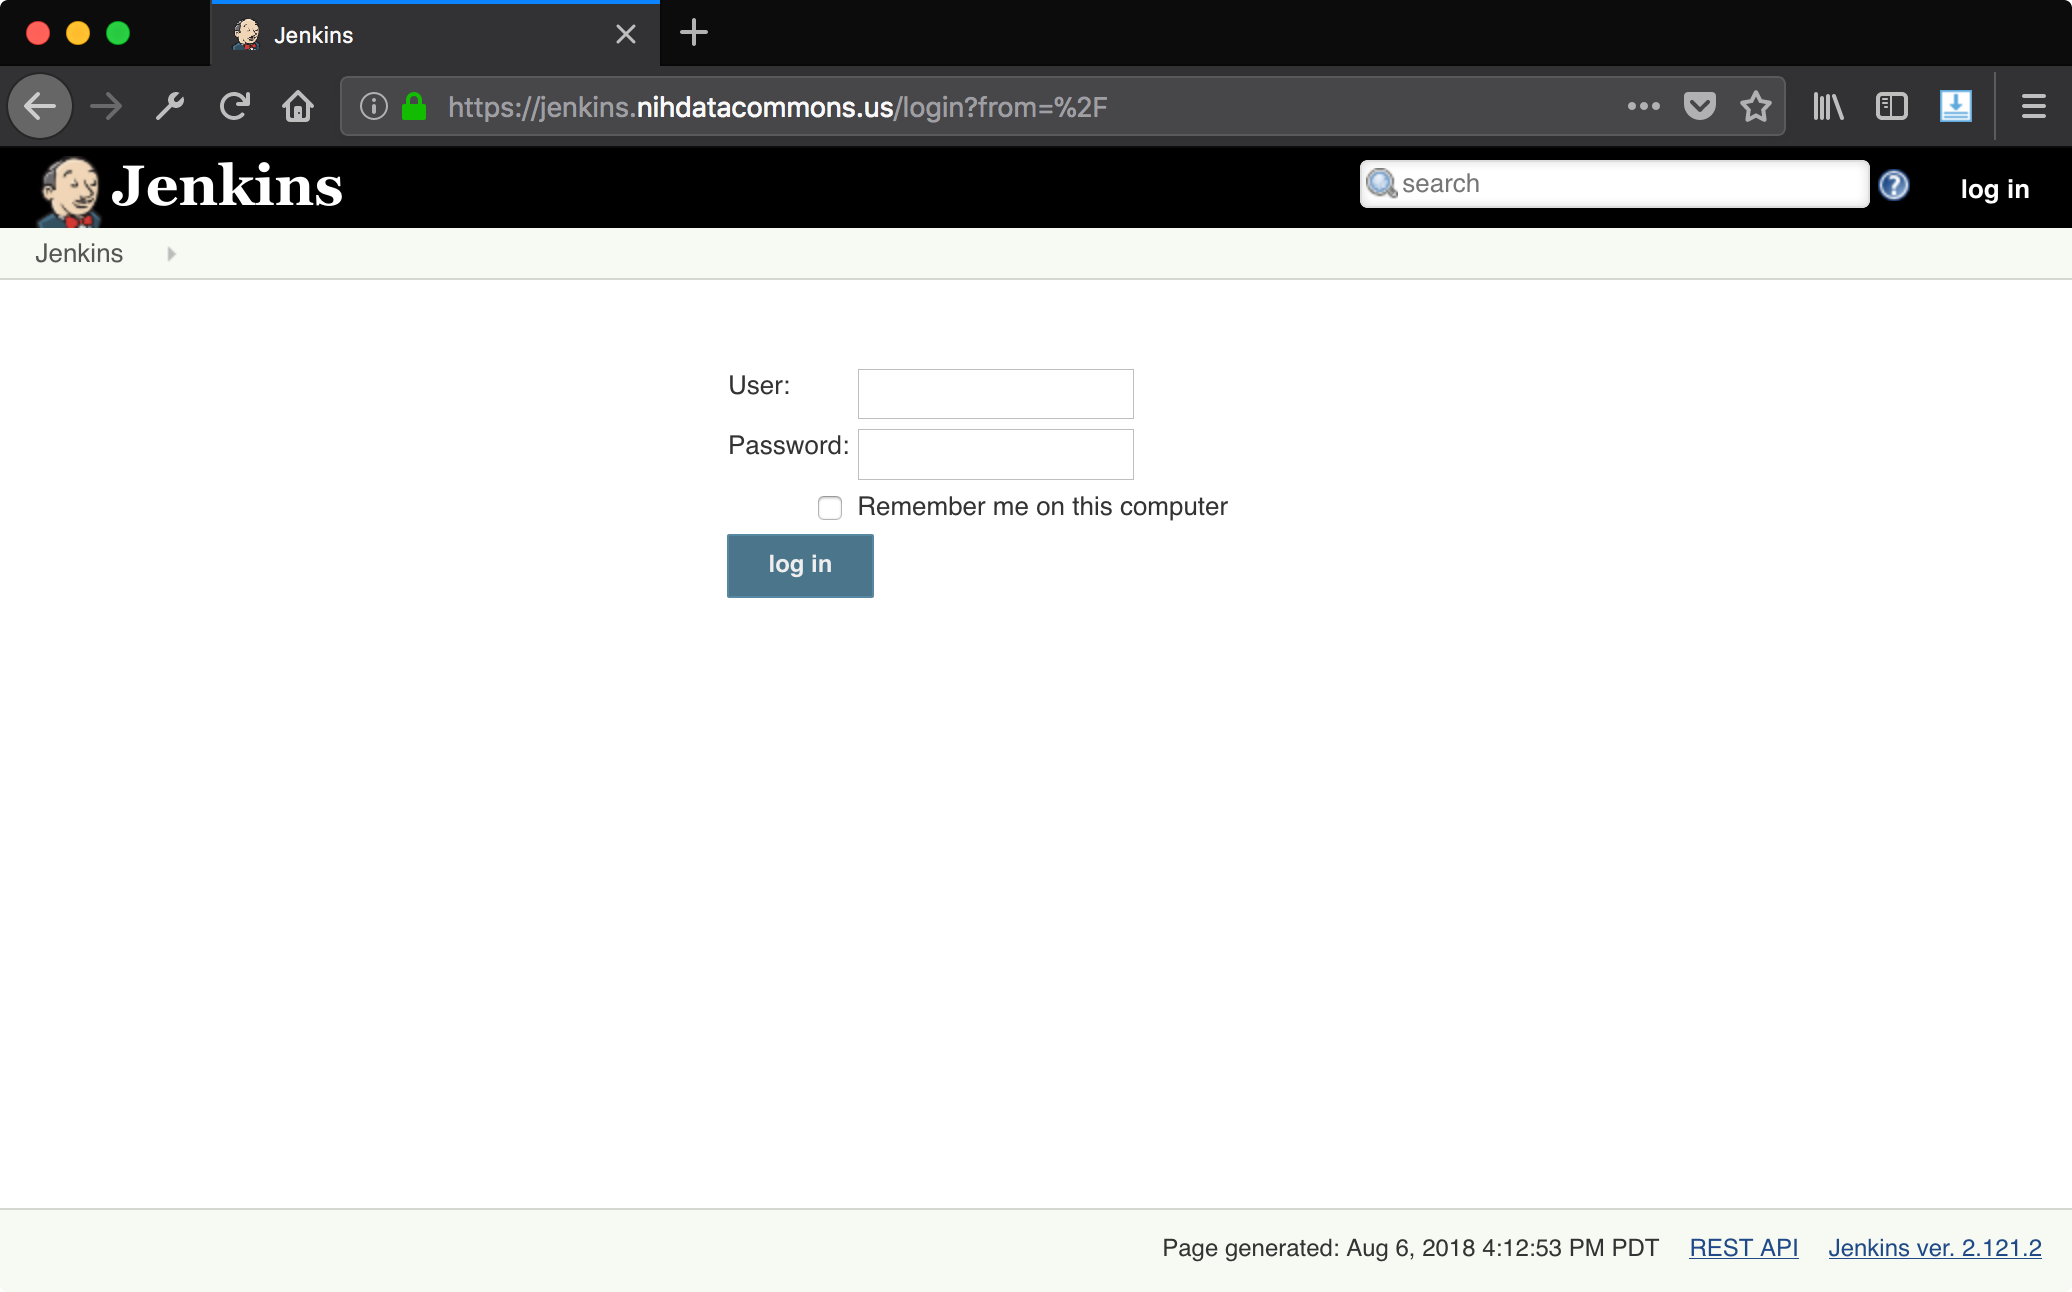 Jenkins
https://jenkins.nihdatacommons.us/login?from=%2F
Jenkins
search
log in
Jenkins
User:
Password:
Remember me on this computer
log in
Page generated: Aug 6, 2018 4:12:53 PM PDT REST API Jenkins ver. 2.121.2